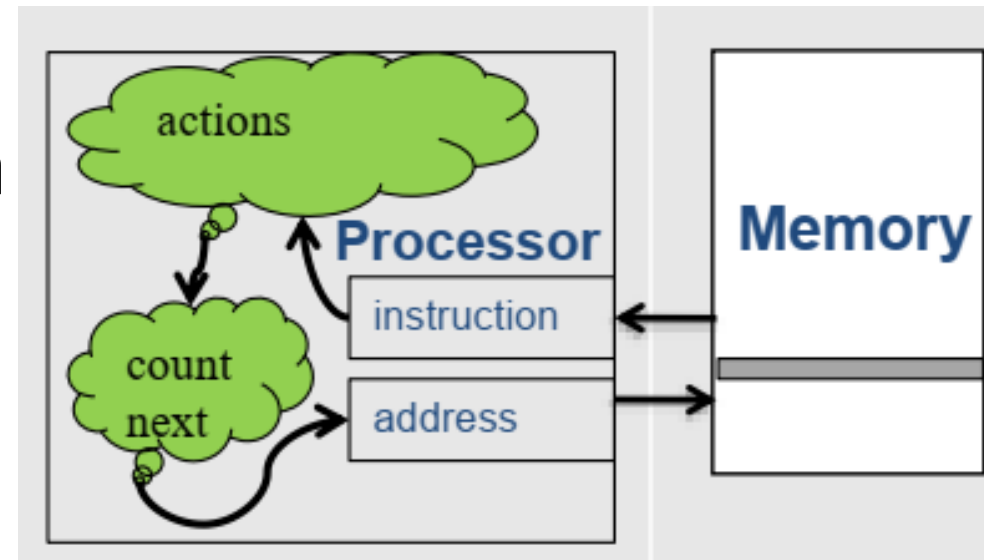 actions
Processor
Memory
instruction
count
next
address